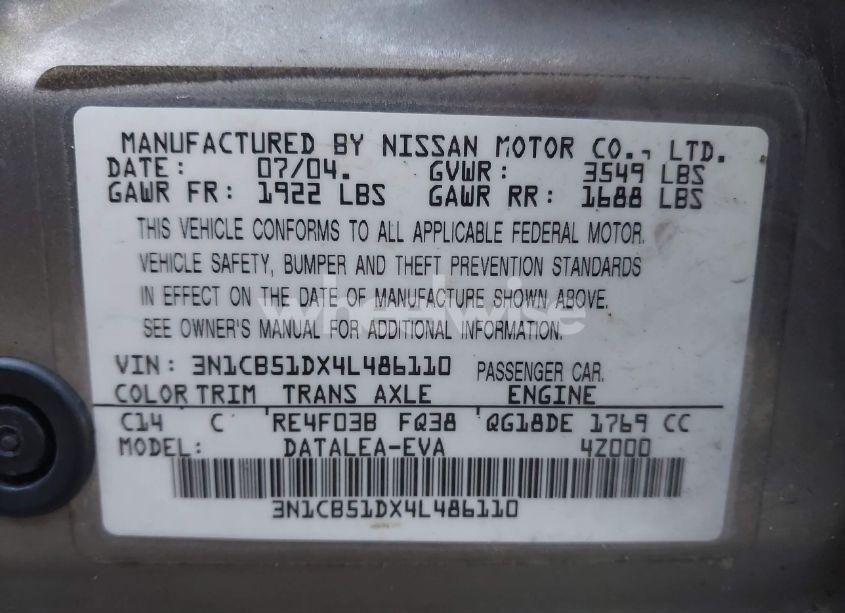 MANUFACTURED BY NISSAN MOTOR CO., LTD.
DATE: 07/04. GVWR: 3549 LBS
GAWR FR: 1922 LBS GAWR RR: 1688 LBS
THIS VEHICLE CONFORMS TO ALL APPLICABLE FEDERAL MOTOR.
VEHICLE SAFETY, BUMPER AND THEFT PREVENTION STANDARDS
IN EFFECT ON THE DATE OF MANUFACTURE SHOWN ABOVE.
wheelwise
SEE OWNER'S MANUAL FOR ADDITIONAL INFORMATION.
VIN: 3N1CB51DX4L486110 PASSENGER CAR.
COLOR TRIM TRANS AXLE ENGINE
C14 C RE4F03B FQ38 QG18DE 1769 CC
MODEL: DATALEA-EVA 4Z000
3N1CB51DX4L486110